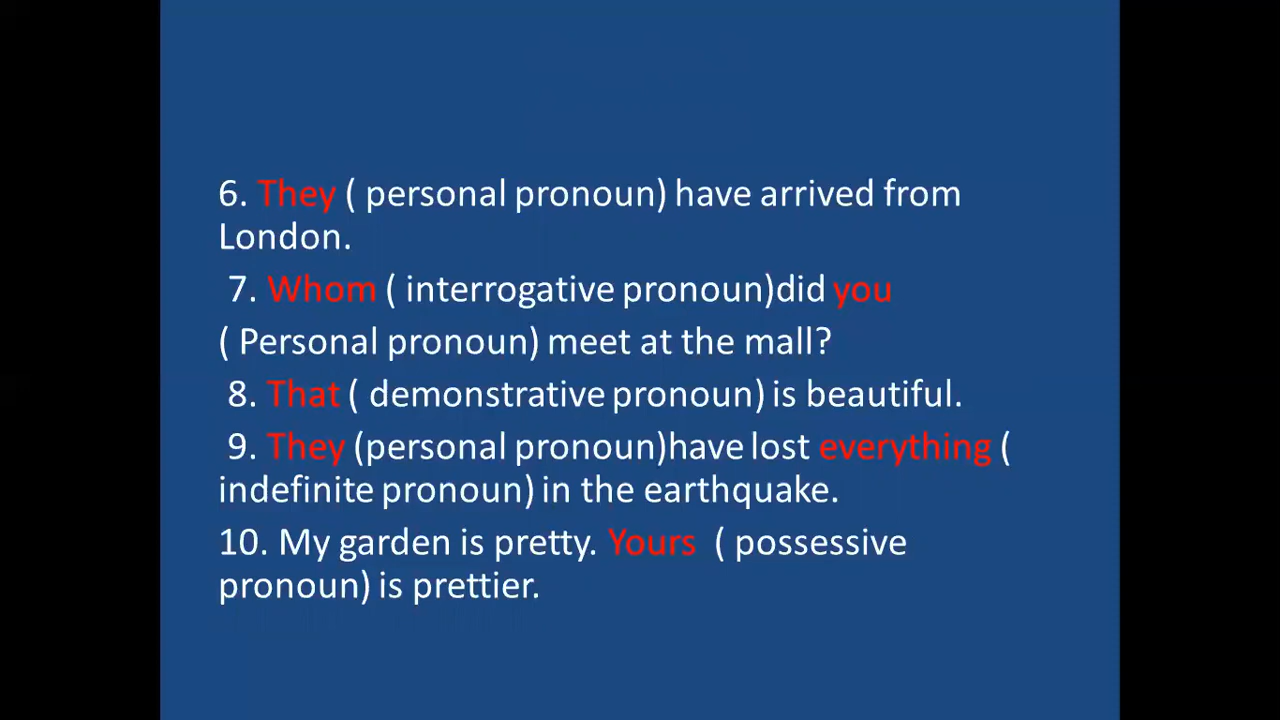 6. They ( personal pronoun) have arrived from
London.
7. Whom ( interrogative pronoun)did you
( Personal pronoun) meet at the mall?
8. That ( demonstrative pronoun) is beautiful.
9. They (personal pronoun)have lost everything (
indefinite pronoun) in the earthquake.
10. My garden is pretty. Yours ( possessive
pronoun) is prettier.